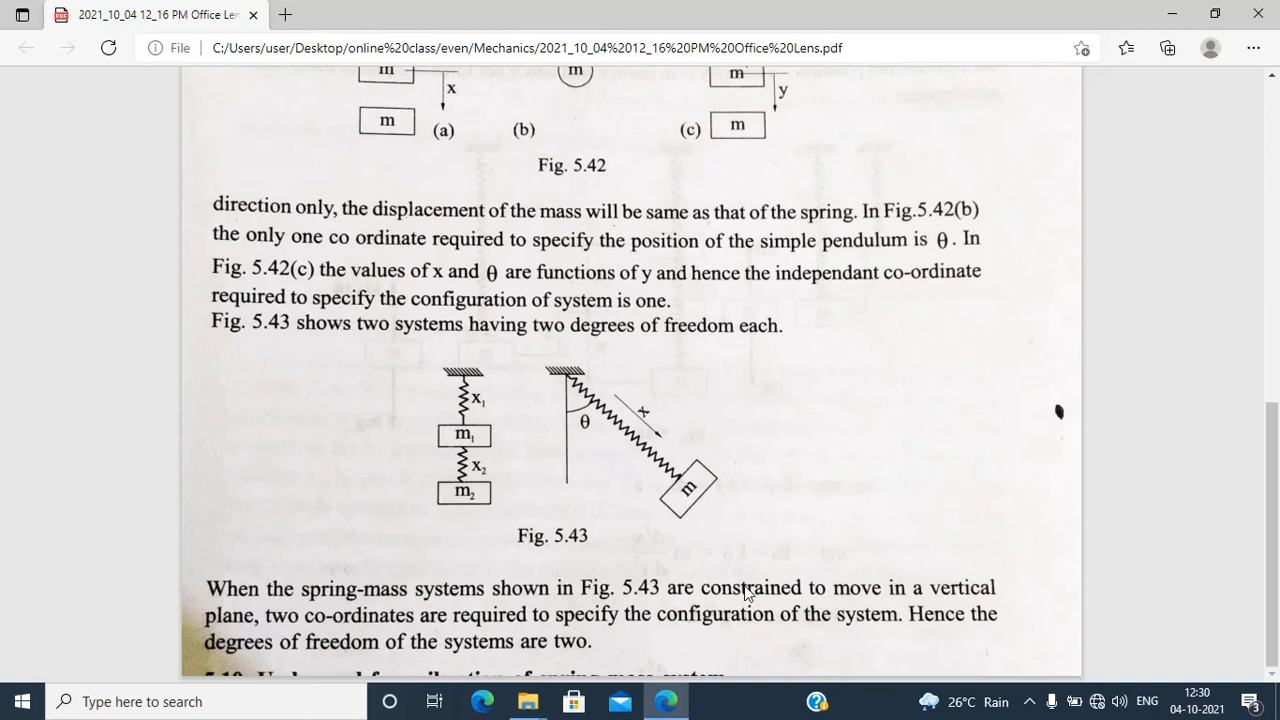 2021_10_04 12_16 PM Office Len
File
C:/Users/user/Desktop/online%20class/even/Mechanics/2021_10_04%2012_16%20PM%20Office%20Lens.pdf
m m m
x y
m (a) (b) (c) m
Fig. 5.42
direction only, the displacement of the mass will be same as that of the spring. In Fig.5.42(b)
the only one co ordinate required to specify the position of the simple pendulum is θ. In
Fig. 5.42(c) the values of x and θ are functions of y and hence the independant co-ordinate
required to specify the configuration of system is one.
Fig. 5.43 shows two systems having two degrees of freedom each.
x₁ x
θ
m₁
x₂
m₂ m
Fig. 5.43
When the spring-mass systems shown in Fig. 5.43 are constrained to move in a vertical
plane, two co-ordinates are required to specify the configuration of the system. Hence the
degrees of freedom of the systems are two.
Type here to search
26°C Rain
ENG
12:30
04-10-2021
3